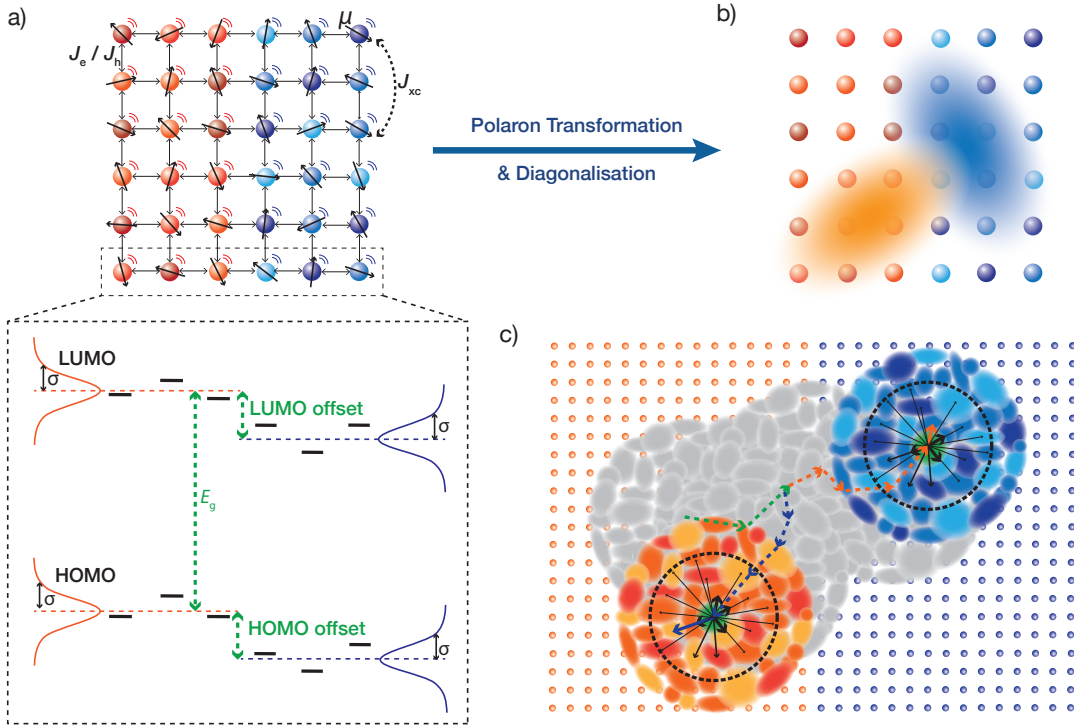 a)
μ
J_e / J_h
J_xc
Polaron Transformation
& Diagonalisation
b)
LUMO
σ
LUMO offset
σ
E_g
HOMO
σ
HOMO offset
σ
c)